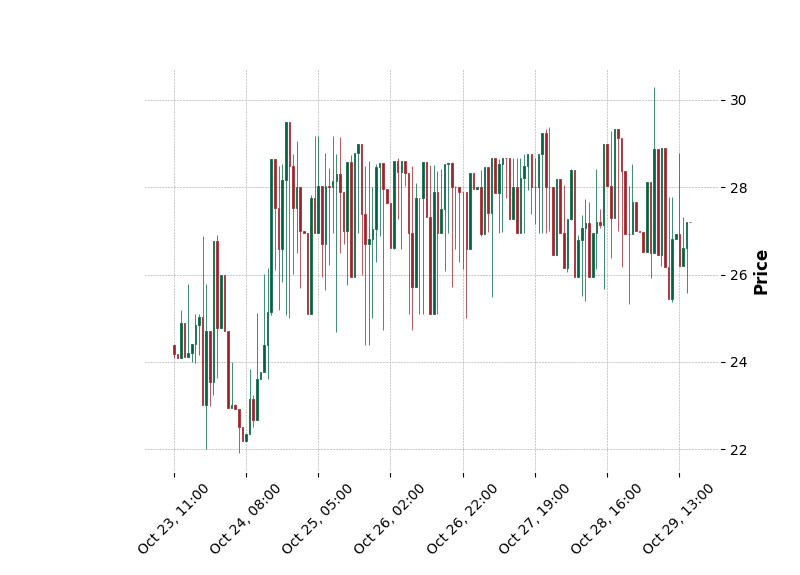 30
28
26
24
22
Price
Oct 23, 11:00
Oct 24, 08:00
Oct 25, 05:00
Oct 26, 02:00
Oct 26, 22:00
Oct 27, 19:00
Oct 28, 16:00
Oct 29, 13:00